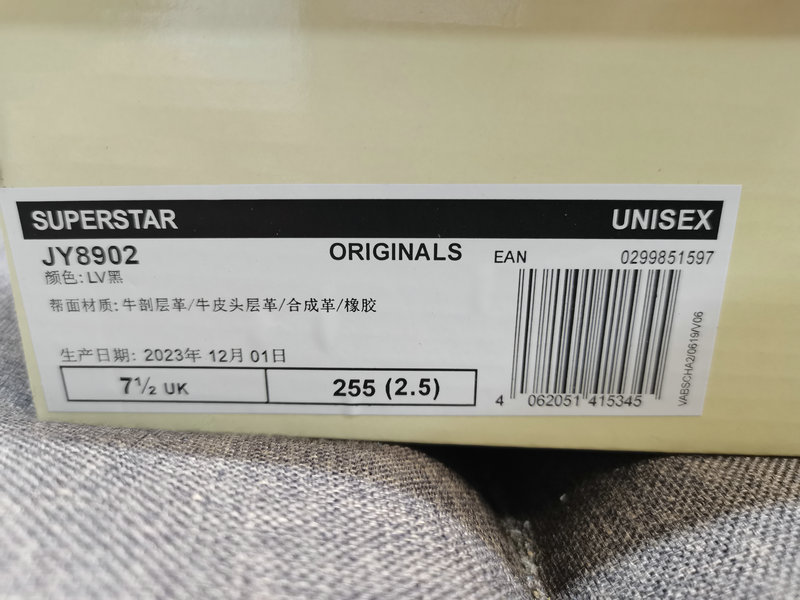 SUPERSTAR UNISEX
JY8902 ORIGINALS EAN 0299851597
颜色: LV黑
帮面材质: 牛剖层革/牛皮头层革/合成革/橡胶
生产日期: 2023年 12月 01日
7½ UK 255 (2.5)
4 062051 415345
VABSCHA2/0619/V06